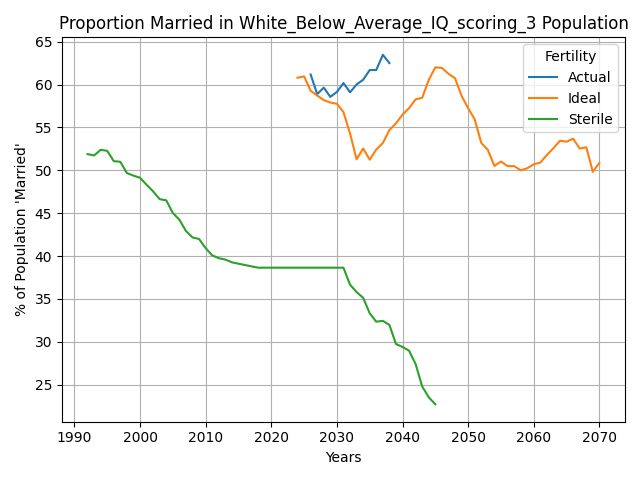 Proportion Married in White_Below_Average_IQ_scoring_3 Population
% of Population 'Married'
65
60
55
50
45
40
35
30
25
Fertility
Actual
Ideal
Sterile
1990 2000 2010 2020 2030 2040 2050 2060 2070
Years